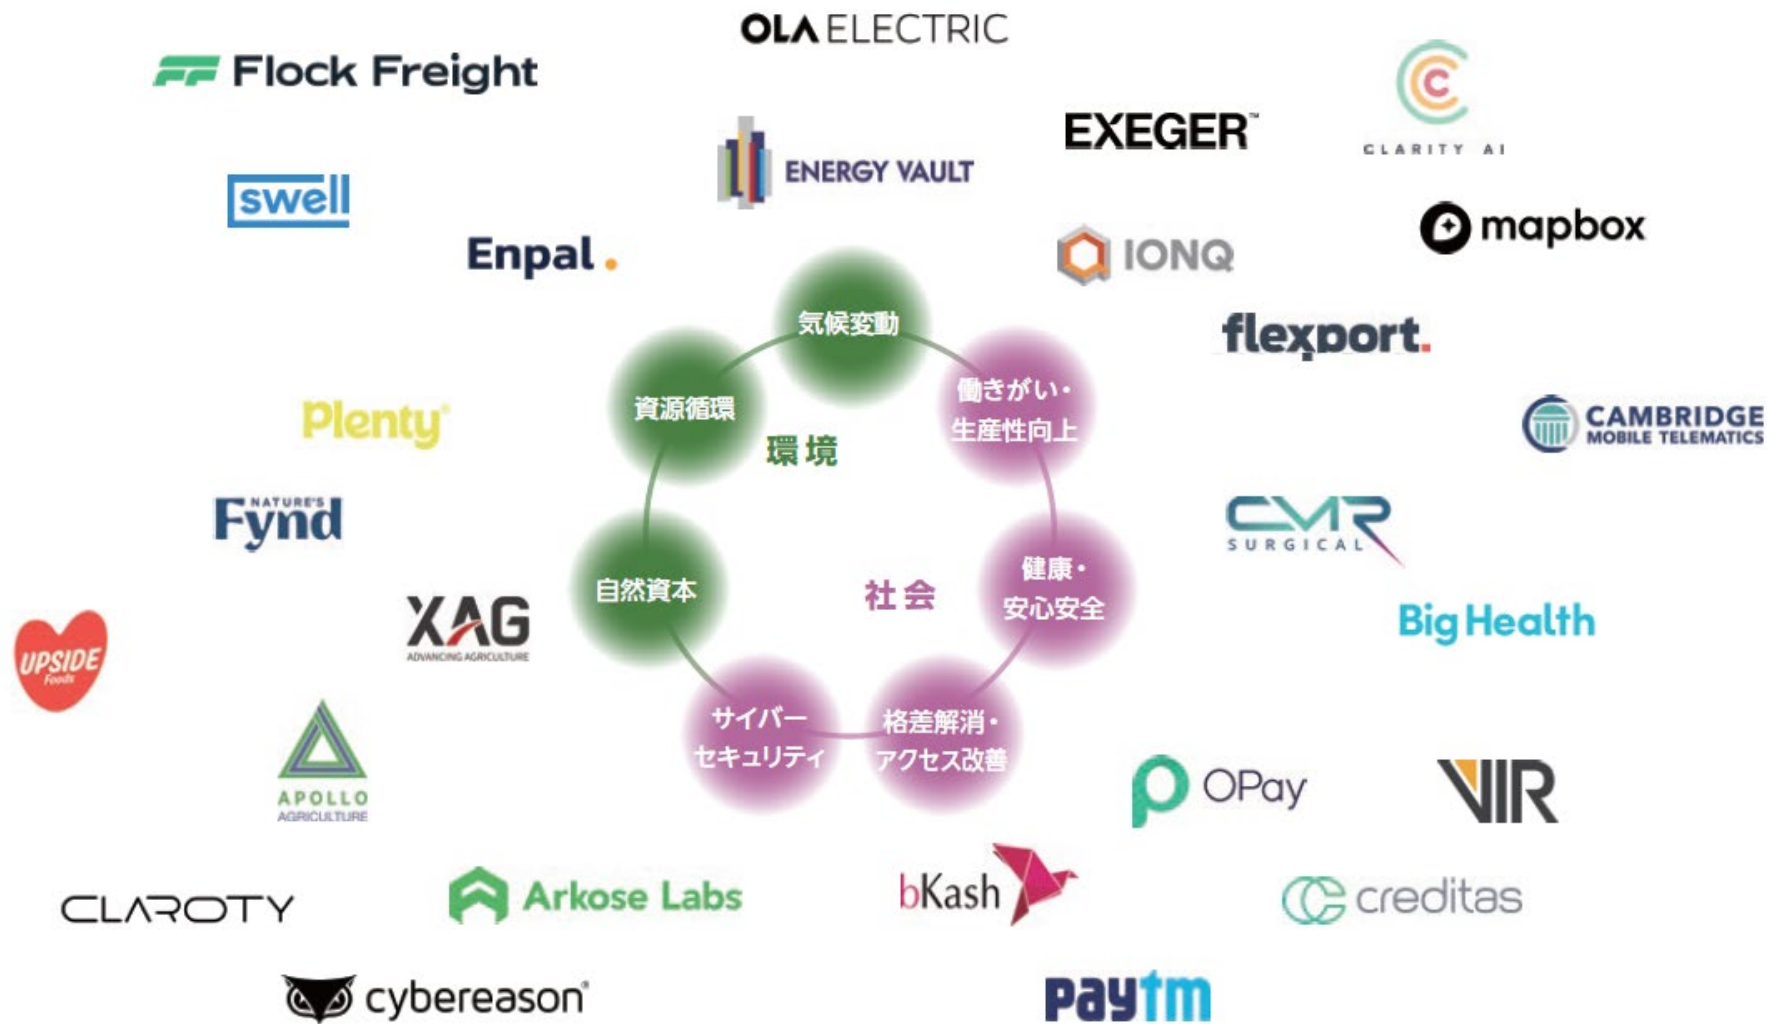 OLA ELECTRIC
Flock Freight
CLARITY AI
EXEGER™
ENERGY VAULT
swell
mapbox
Enpal.
IONQ
気候変動
flexport.
働きがい・
生産性向上
資源循環
環境
Plenty®
CAMBRIDGE
MOBILE TELEMATICS
NATURE'S
Fynd
CMR
SURGICAL
健康・
安心安全
自然資本
社会
XAG
ADVANCING AGRICULTURE
Big Health
UPSIDE
Foods
サイバー
セキュリティ
格差解消・
アクセス改善
APOLLO
AGRICULTURE
OPay
VIR
CLAROTY
Arkose Labs
bKash
creditas
cybereason®
paytm